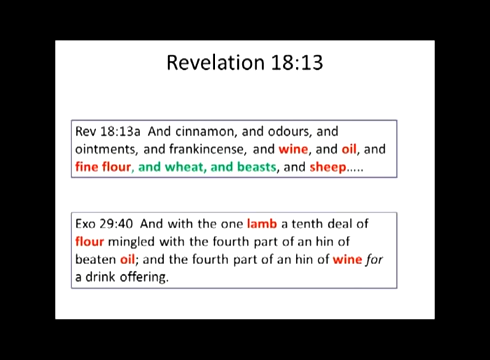 Revelation 18:13
Rev 18:13a And cinnamon, and odours, and
ointments, and frankincense, and wine, and oil, and
fine flour, and wheat, and beasts, and sheep.....
Exo 29:40 And with the one lamb a tenth deal of
flour mingled with the fourth part of an hin of
beaten oil; and the fourth part of an hin of wine for
a drink offering.